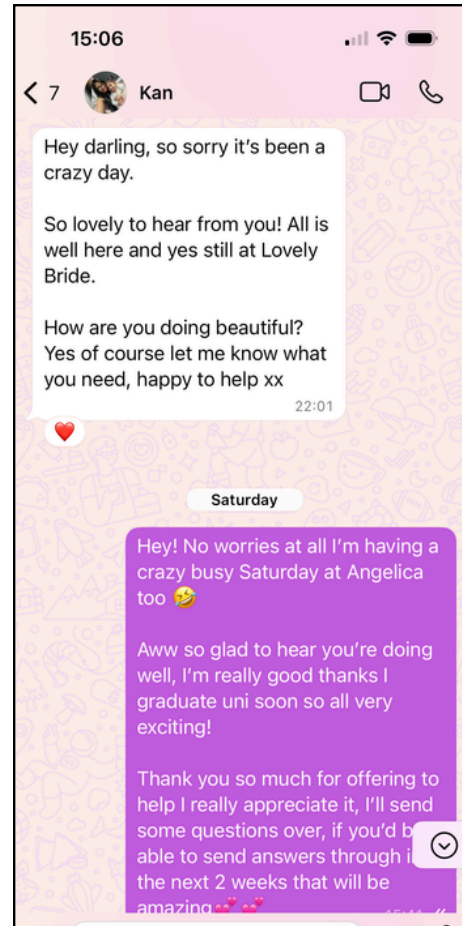 15:06
7 Kan
Hey darling, so sorry it's been a
crazy day.
So lovely to hear from you! All is
well here and yes still at Lovely
Bride.
How are you doing beautiful?
Yes of course let me know what
you need, happy to help xx
22:01
❤️
Saturday
Hey! No worries at all I'm having a
crazy busy Saturday at Angelica
too 🤣
Aww so glad to hear you're doing
well, I'm really good thanks I
graduate uni soon so all very
exciting!
Thank you so much for offering to
help I really appreciate it, I'll send
some questions over, if you'd
able to send answers through
the next 2 weeks that will be
amazing💕💕